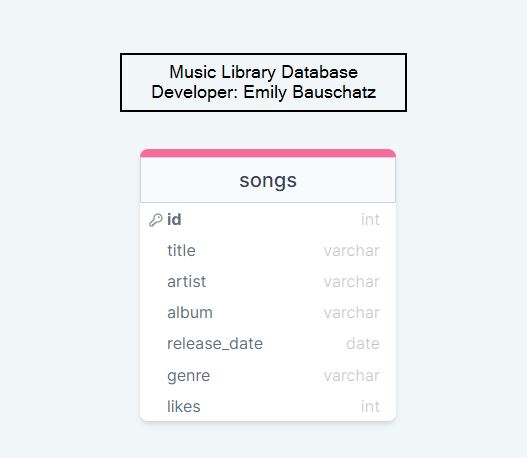 Music Library Database
Developer: Emily Bauschatz
songs
id int
title varchar
artist varchar
album varchar
release_date date
genre varchar
likes int